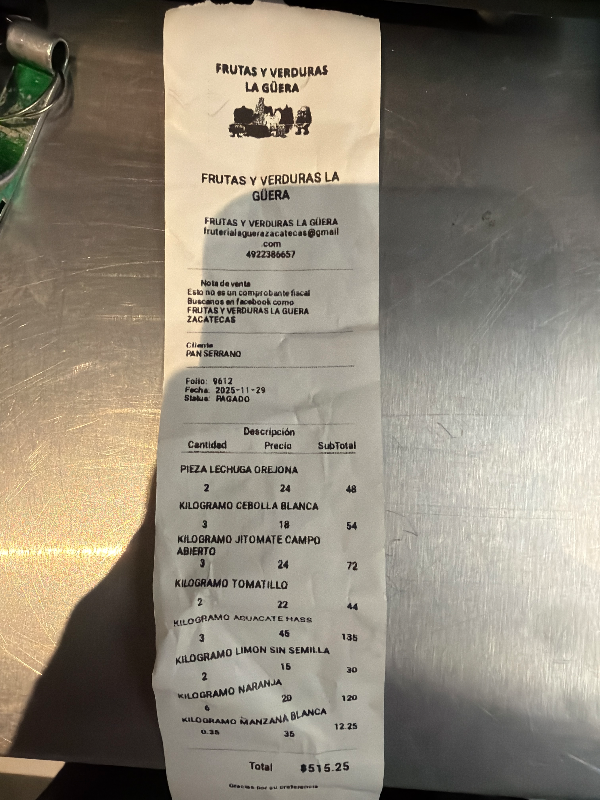 FRUTAS Y VERDURAS
LA GÜERA
FRUTAS Y VERDURAS LA
GÜERA
FRUTAS Y VERDURAS LA GÜERA
fruterialaguerazacatecas@gmail
.com
4922386657
Nota de venta
Esto no es un comprobante fiscal
Buscanos en facebook como
FRUTAS Y VERDURAS LA GUERA
ZACATECAS
Cliente
PAN SERRANO
Folio: 9612
Fecha: 2025-11-29
Status: PAGADO
Descripción
Cantidad Precio SubTotal
PIEZA LECHUGA OREJONA
2 24 48
KILOGRAMO CEBOLLA BLANCA
3 18 54
KILOGRAMO JITOMATE CAMPO
ABIERTO
3 24 72
KILOGRAMO TOMATILLO
2 22 44
KILOGRAMO AGUACATE HASS
3 45 135
KILOGRAMO LIMON SIN SEMILLA
2 15 30
KILOGRAMO NARANJA
6 20 120
KILOGRAMO MANZANA BLANCA
0.35 35 12.25
Total $515.25
Gracias por su preferencia